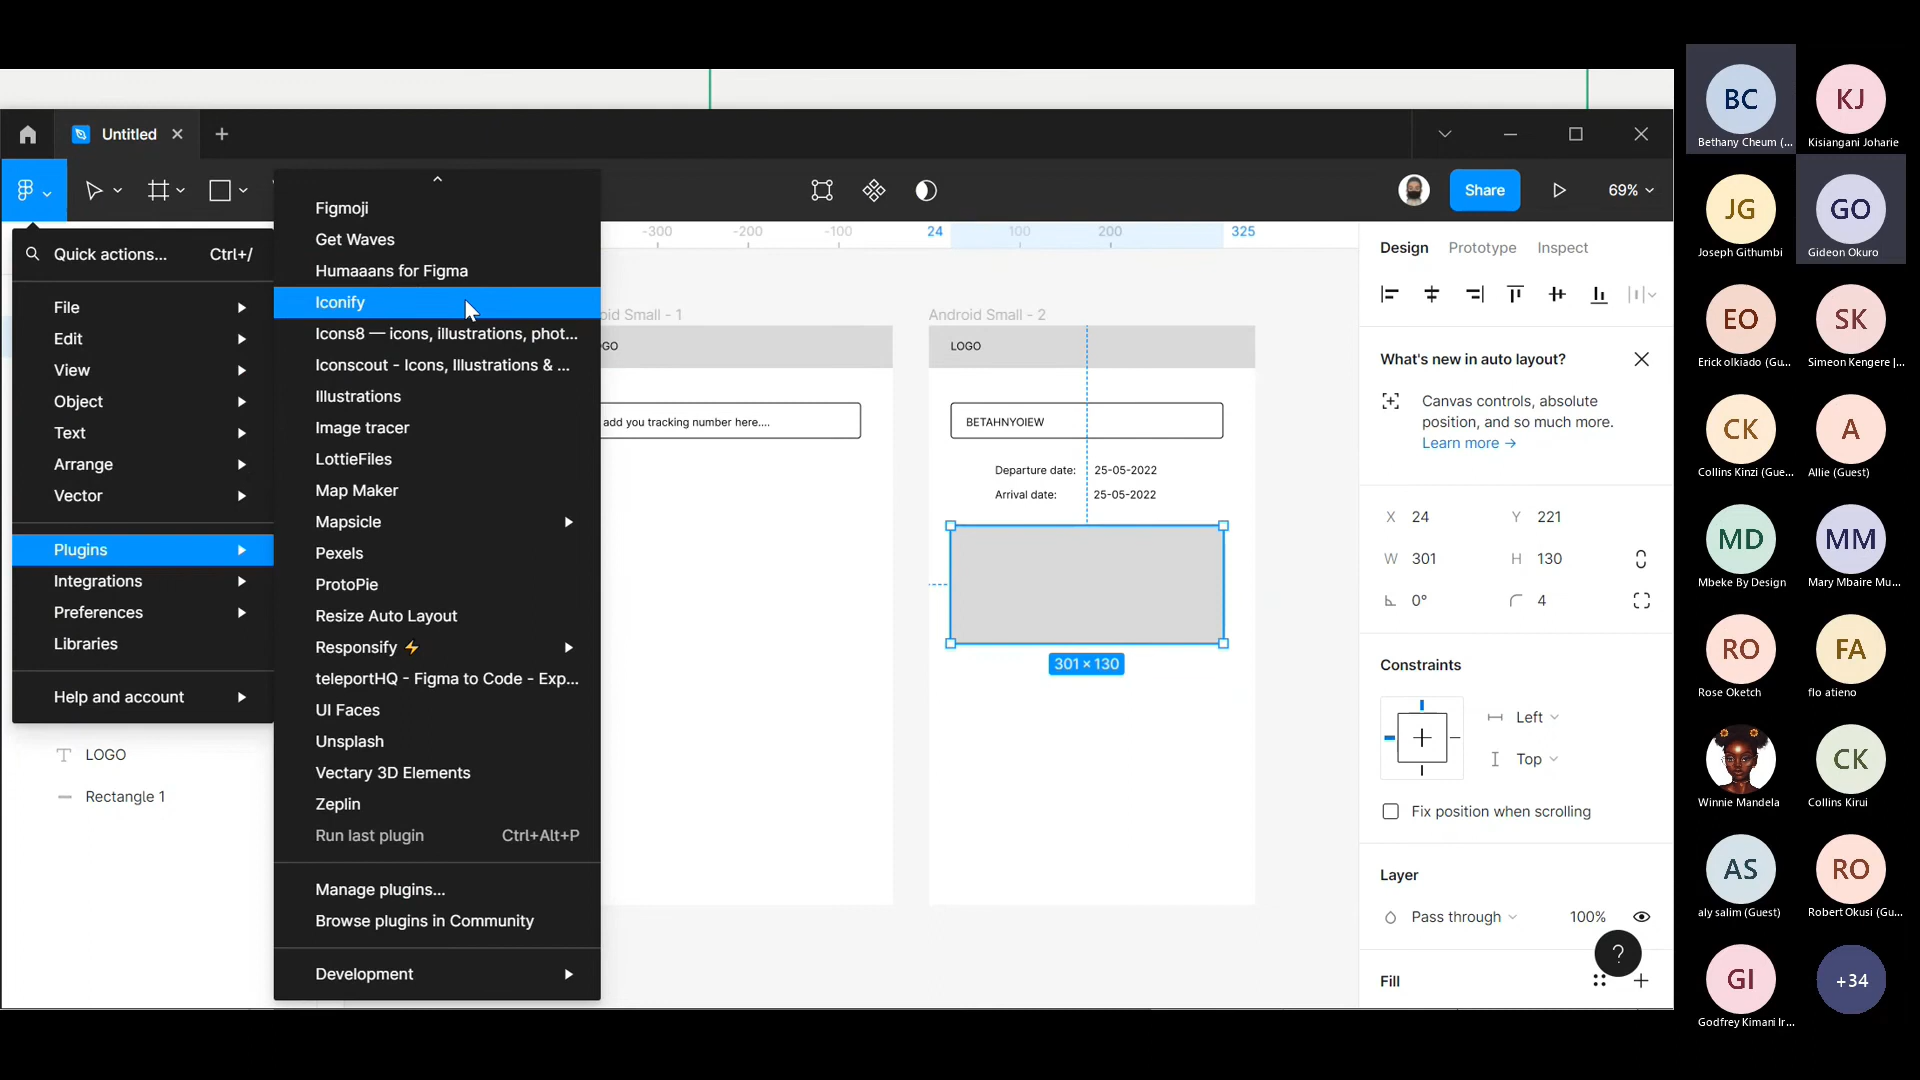 Untitled
Share
69%
Quick actions... Ctrl+/
File
Edit
View
Object
Text
Arrange
Vector
Plugins
Integrations
Preferences
Libraries
Help and account
LOGO
Rectangle 1
Figmoji
Get Waves
Humaaans for Figma
Iconify
Icons8 — icons, illustrations, phot...
Iconscout - Icons, Illustrations & ...
Illustrations
Image tracer
LottieFiles
Map Maker
Mapsicle
Pexels
ProtoPie
Resize Auto Layout
Responsify ⚡
teleportHQ - Figma to Code - Exp...
UI Faces
Unsplash
Vectary 3D Elements
Zeplin
Run last plugin Ctrl+Alt+P
Manage plugins...
Browse plugins in Community
Development
-300 -200 -100 24 100 200 325
oid Small - 1
GO
add you tracking number here....
Android Small - 2
LOGO
BETAHNYOIEW
Departure date: 25-05-2022
Arrival date: 25-05-2022
301 × 130
Design Prototype Inspect
What's new in auto layout?
Canvas controls, absolute
position, and so much more.
Learn more →
X 24 Y 221
W 301 H 130
0° 4
Constraints
Left
Top
Fix position when scrolling
Layer
Pass through 100%
?
Fill
BC KJ
Bethany Cheum (... Kisiangani Joharie
JG GO
Joseph Githumbi Gideon Okuro
EO SK
Erick olkiado (Gu... Simeon Kengere |...
CK A
Collins Kinzi (Gue... Allie (Guest)
MD MM
Mbeke By Design Mary Mbaire Mu...
RO FA
Rose Oketch flo atieno
CK
Winnie Mandela Collins Kirui
AS RO
aly salim (Guest) Robert Okusi (Gu...
GI +34
Godfrey Kimani Ir...